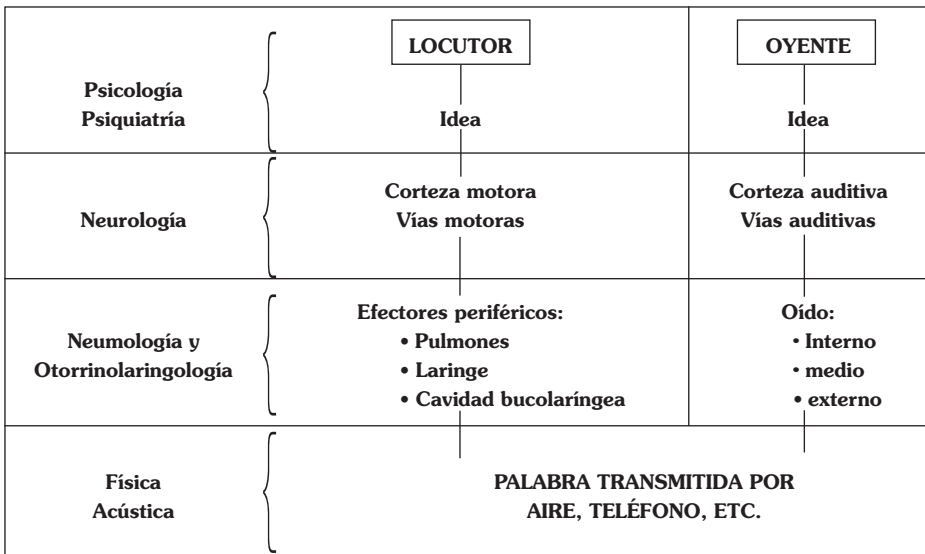 LOCUTOR
OYENTE
Psicología
Psiquiatría
Idea
Idea
Neurología
Corteza motora
Vías motoras
Corteza auditiva
Vías auditivas
Neumología y
Otorrinolaringología
Efectores periféricos:
• Pulmones
• Laringe
• Cavidad bucolaríngea
Oído:
• Interno
• medio
• externo
Física
Acústica
PALABRA TRANSMITIDA POR
AIRE, TELÉFONO, ETC.